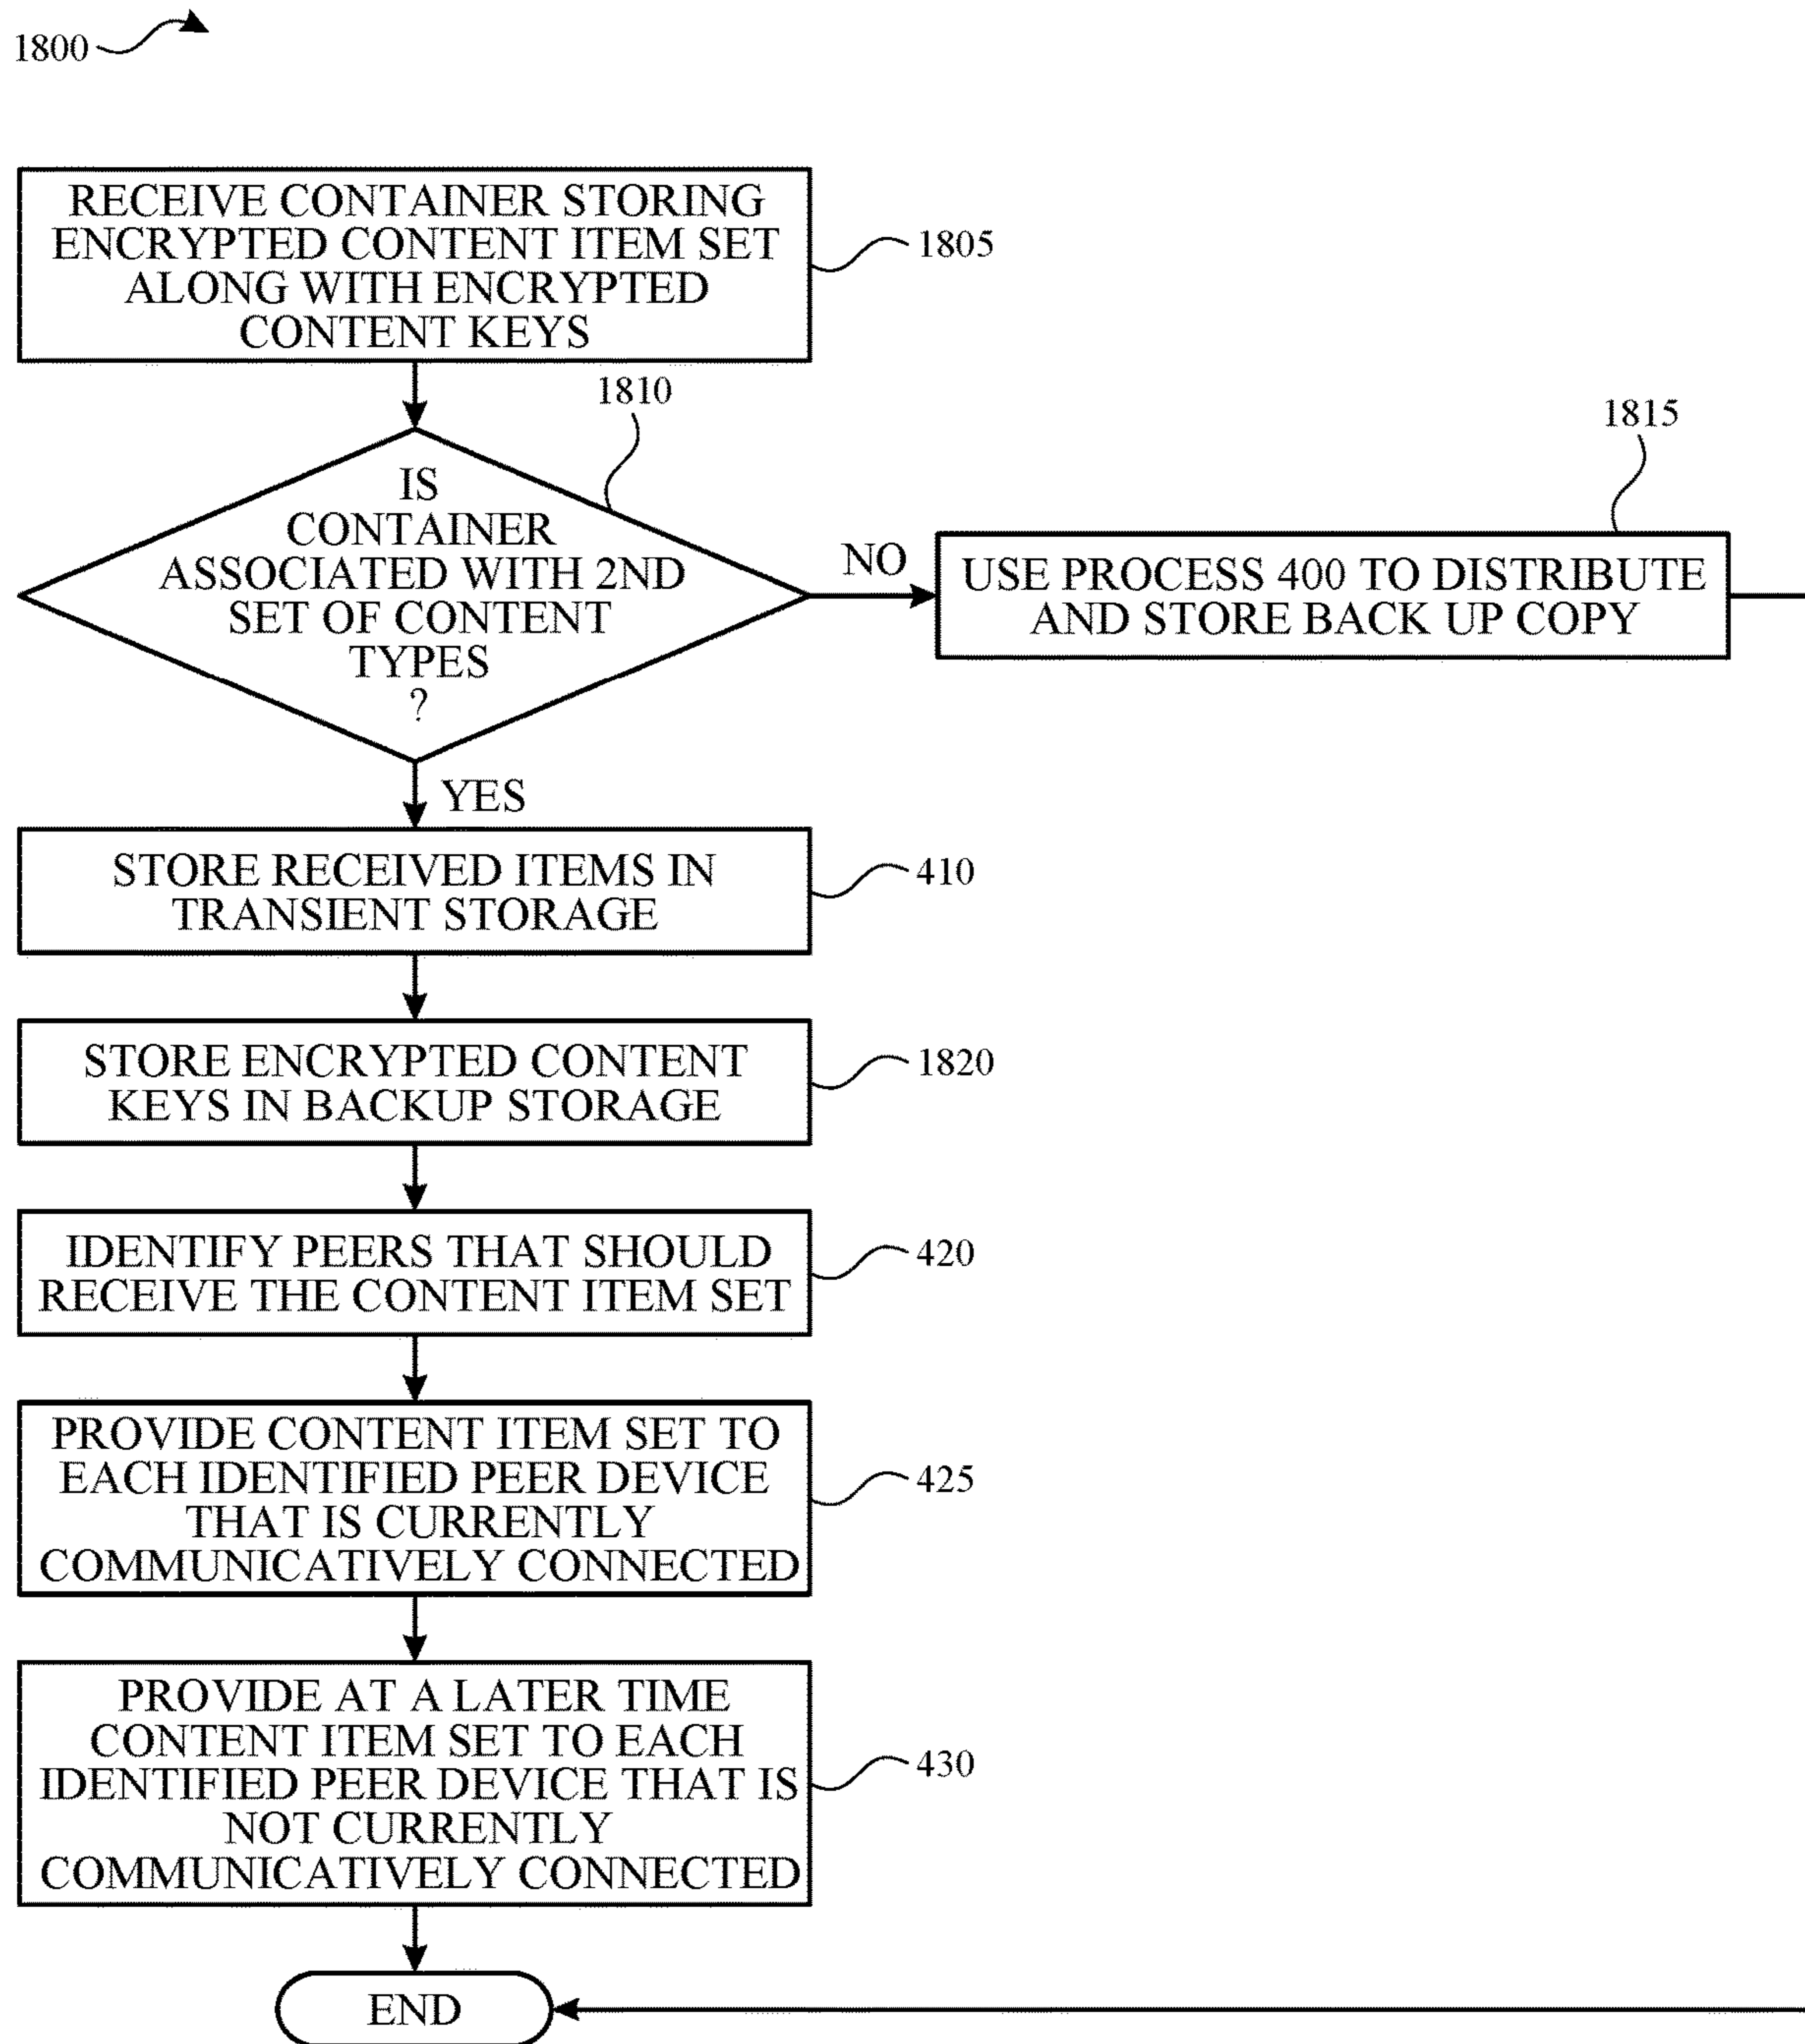 1800
RECEIVE CONTAINER STORING
ENCRYPTED CONTENT ITEM SET
ALONG WITH ENCRYPTED
CONTENT KEYS
1805
1810
IS
CONTAINER
ASSOCIATED WITH 2ND
SET OF CONTENT
TYPES
?
NO
1815
USE PROCESS 400 TO DISTRIBUTE
AND STORE BACK UP COPY
YES
STORE RECEIVED ITEMS IN
TRANSIENT STORAGE
410
STORE ENCRYPTED CONTENT
KEYS IN BACKUP STORAGE
1820
IDENTIFY PEERS THAT SHOULD
RECEIVE THE CONTENT ITEM SET
420
PROVIDE CONTENT ITEM SET TO
EACH IDENTIFIED PEER DEVICE
THAT IS CURRENTLY
COMMUNICATIVELY CONNECTED
425
PROVIDE AT A LATER TIME
CONTENT ITEM SET TO EACH
IDENTIFIED PEER DEVICE THAT IS
NOT CURRENTLY
COMMUNICATIVELY CONNECTED
430
END